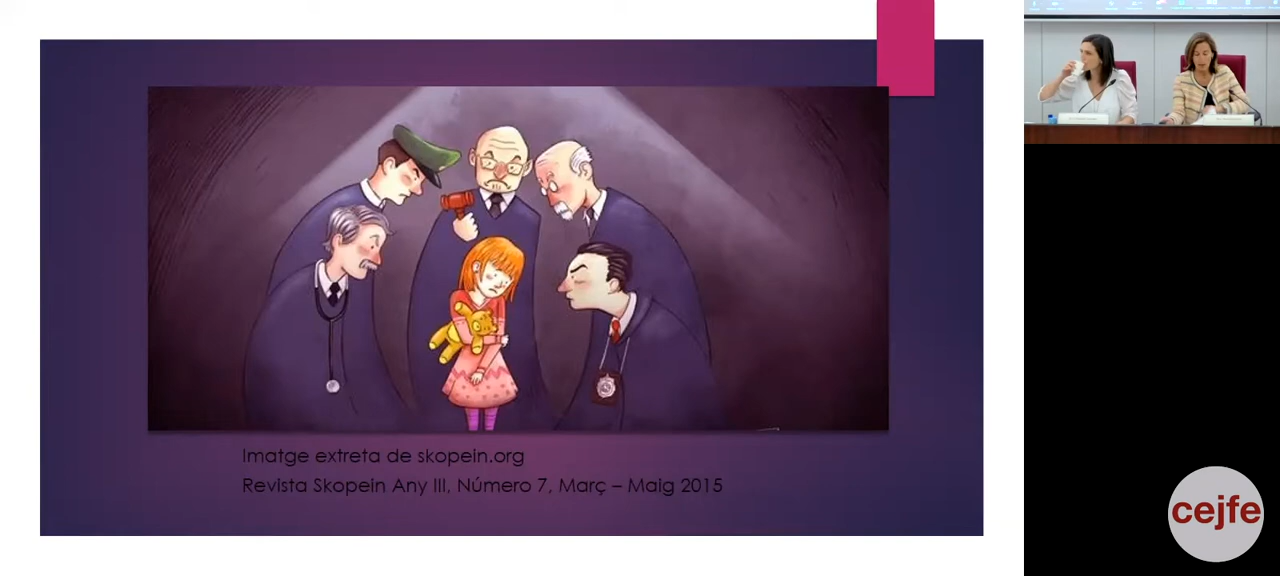 Imatge extreta de skopein.org
Revista Skopein Any III, Número 7, Març – Maig 2015
cejfe